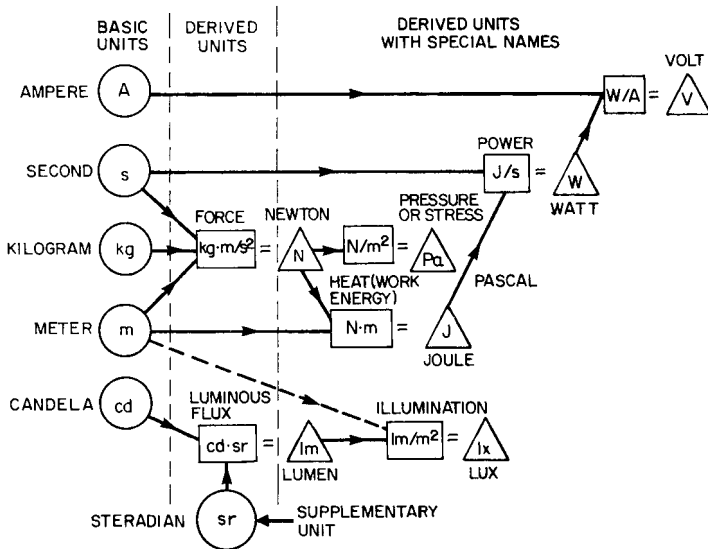 BASIC
UNITS
DERIVED
UNITS
DERIVED UNITS
WITH SPECIAL NAMES
AMPERE
A
W/A
=
VOLT
V
SECOND
s
POWER
J/s
=
W
WATT
KILOGRAM
kg
FORCE
kg·m/s²
=
NEWTON
N
N/m²
=
PRESSURE
OR STRESS
Pa
PASCAL
HEAT(WORK
ENERGY)
METER
m
N·m
=
J
JOULE
CANDELA
cd
LUMINOUS
FLUX
cd·sr
=
lm
LUMEN
ILLUMINATION
lm/m²
=
lx
LUX
STERADIAN
sr
SUPPLEMENTARY
UNIT